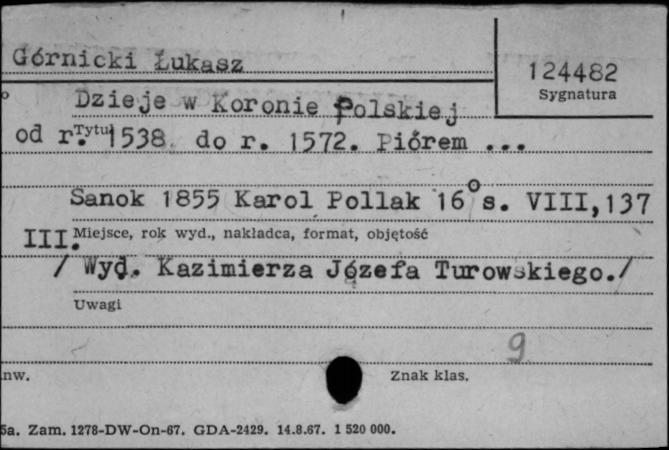 Górnicki Łukasz
124482
Sygnatura
Dzieje w Koronie Polskiej
Tytuł
od r. 1538 do r. 1572. Piórem ...
Sanok 1855 Karol Pollak 16° s. VIII,137
III. Miejsce, rok wyd., nakładca, format, objętość
/ Wyd. Kazimierza Józefa Turowskiego./
Uwagi
9
nw. Znak klas.
5a. Zam. 1278-DW-On-67. GDA-2429. 14.8.67. 1 520 000.